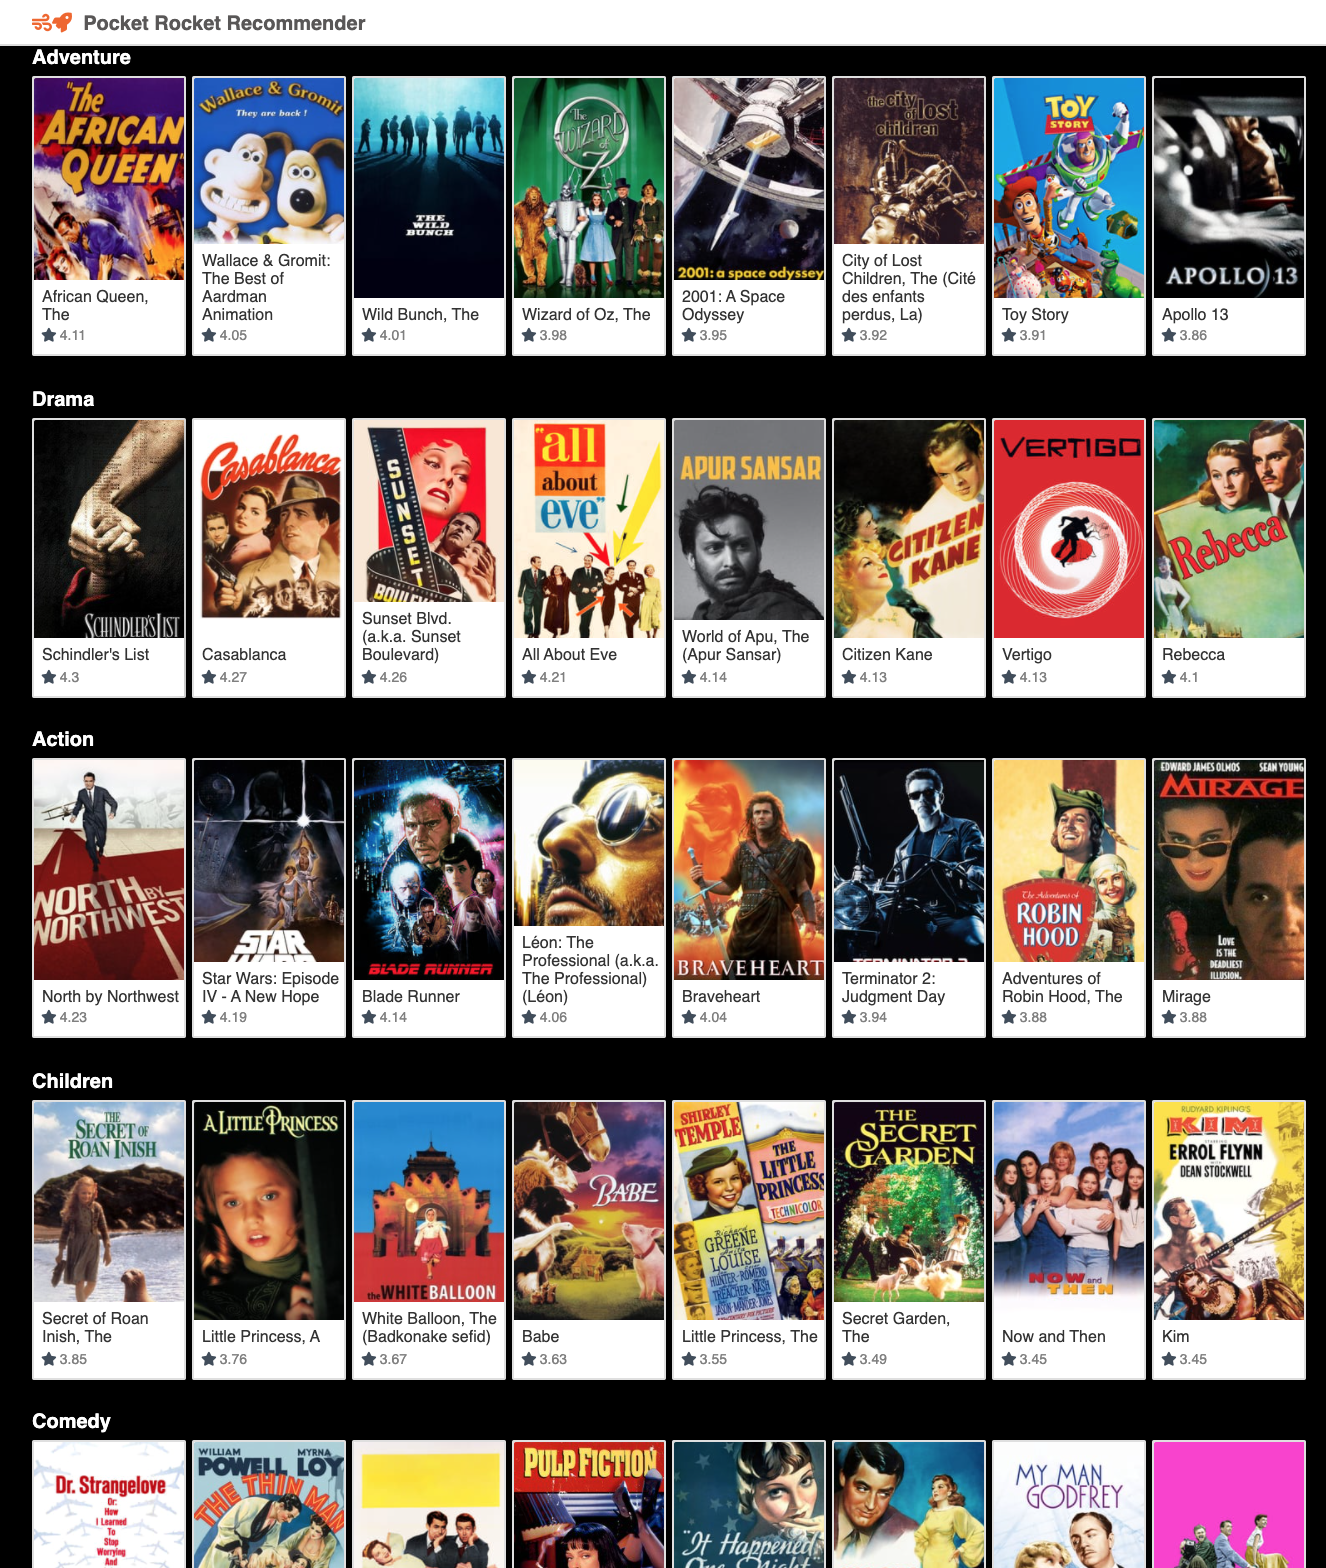 Pocket Rocket Recommender
Adventure
"The
AFRICAN
QUEEN"
African Queen,
The
4.11
Wallace & Gromit
They are back !
Wallace & Gromit:
The Best of
Aardman
Animation
4.05
THE
WILD
BUNCH
Wild Bunch, The
4.01
The
WIZARD
of
OZ
Wizard of Oz, The
3.98
2001: a space odyssey
2001: A Space
Odyssey
3.95
the city
of lost
children
City of Lost
Children, The (Cité
des enfants
perdus, La)
3.92
TOY
STORY
Toy Story
3.91
APOLLO 13
Apollo 13
3.86
Drama
SCHINDLER'S LIST
Schindler's List
4.3
Casablanca
Casablanca
4.27
SUNSET
BOULEVARD
Sunset Blvd.
(a.k.a. Sunset
Boulevard)
4.26
"all
about
eve"
All About Eve
4.21
APUR SANSAR
World of Apu, The
(Apur Sansar)
4.14
CITIZEN
KANE
Citizen Kane
4.13
VERTIGO
Vertigo
4.13
Rebecca
Rebecca
4.1
Action
NORTH BY
NORTHWEST
North by Northwest
4.23
STAR
WARS
Star Wars: Episode
IV - A New Hope
4.19
BLADE RUNNER
Blade Runner
4.14
Léon: The
Professional (a.k.a.
The Professional)
(Léon)
4.06
BRAVEHEART
Braveheart
4.04
TERMINATOR 2
Terminator 2:
Judgment Day
3.94
The Adventures of
ROBIN
HOOD
Adventures of
Robin Hood, The
3.88
EDWARD JAMES OLMOS SEAN YOUNG
MIRAGE
LOVE
IS THE
DEADLIEST
ILLUSION.
Mirage
3.88
Children
THE
SECRET OF
ROAN INISH
Secret of Roan
Inish, The
3.85
A LITTLE PRINCESS
Little Princess, A
3.76
the WHITE BALLOON
White Balloon, The
(Badkonake sefid)
3.67
BABE
Babe
3.63
SHIRLEY
TEMPLE
THE
LITTLE
PRINCESS
TECHNICOLOR
Richard
GREENE
LOUISE
HUNTER · ROMERO
TREACHER · NASH
Little Princess, The
3.55
THE
SECRET
GARDEN
Secret Garden,
The
3.49
NOW and
THEN
Now and Then
3.45
RUDYARD KIPLING'S
KIM
STARRING
ERROL FLYNN
DEAN STOCKWELL
Kim
3.45
Comedy
Dr. Strangelove
Or:
How
I Learned
To
Stop
Worrying
And
WILLIAM MYRNA
POWELL LOY
THE THIN MAN
PULP FICTION
"It Happened
One Night
MY MAN
GODFREY